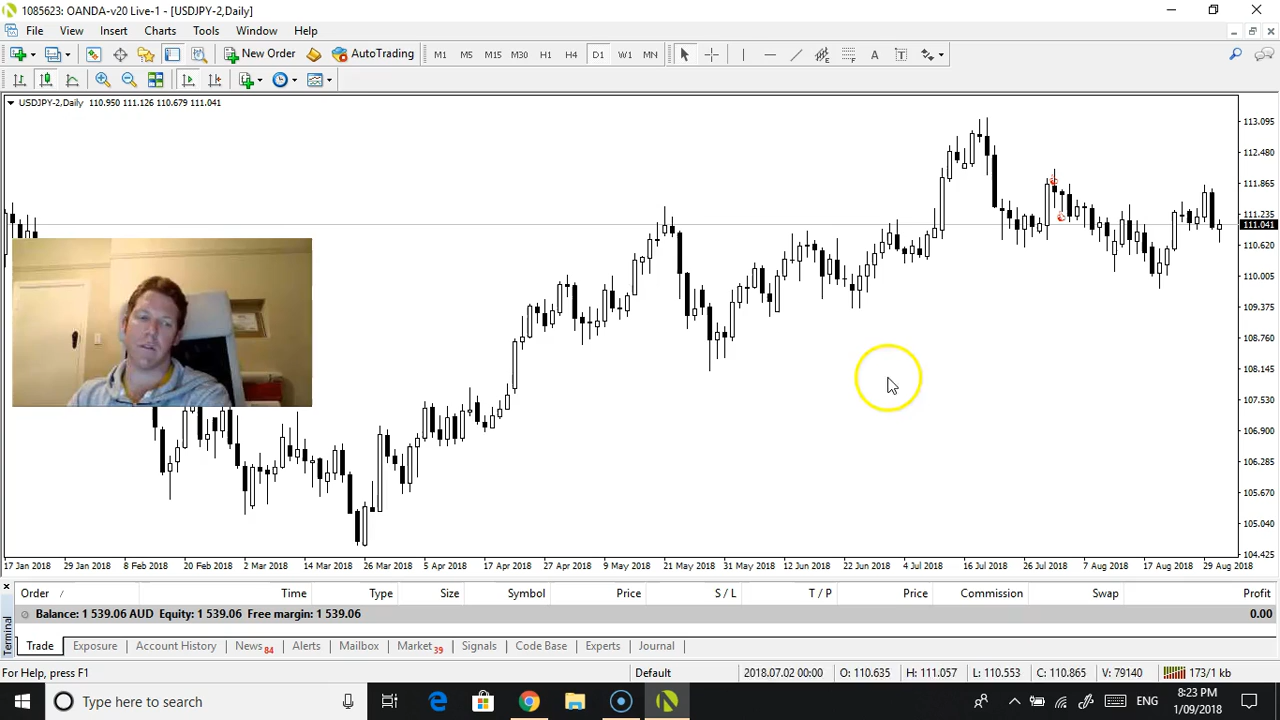 1085623: OANDA-v20 Live-1 - [USDJPY-2,Daily]
File View Insert Charts Tools Window Help
New Order AutoTrading M1 M5 M15 M30 H1 H4 D1 W1 MN A T
USDJPY-2,Daily 110.950 111.126 110.679 111.041
113.095
112.480
111.865
111.235
111.041
110.620
110.005
109.375
108.760
108.145
107.530
106.900
106.285
105.670
105.040
104.425
17 Jan 2018 29 Jan 2018 8 Feb 2018 20 Feb 2018 2 Mar 2018 14 Mar 2018 26 Mar 2018 5 Apr 2018 17 Apr 2018 27 Apr 2018 9 May 2018 21 May 2018 31 May 2018 12 Jun 2018 22 Jun 2018 4 Jul 2018 16 Jul 2018 26 Jul 2018 7 Aug 2018 17 Aug 2018 29 Aug 2018
Order / Time Type Size Symbol Price S / L T / P Price Commission Swap Profit
Balance: 1 539.06 AUD Equity: 1 539.06 Free margin: 1 539.06 0.00
Terminal
Trade Exposure Account History News 84 Alerts Mailbox Market 39 Signals Code Base Experts Journal
For Help, press F1 Default 2018.07.02 00:00 O: 110.635 H: 111.057 L: 110.553 C: 110.865 V: 79140 173/1 kb
Type here to search ENG 8:23 PM
1/09/2018